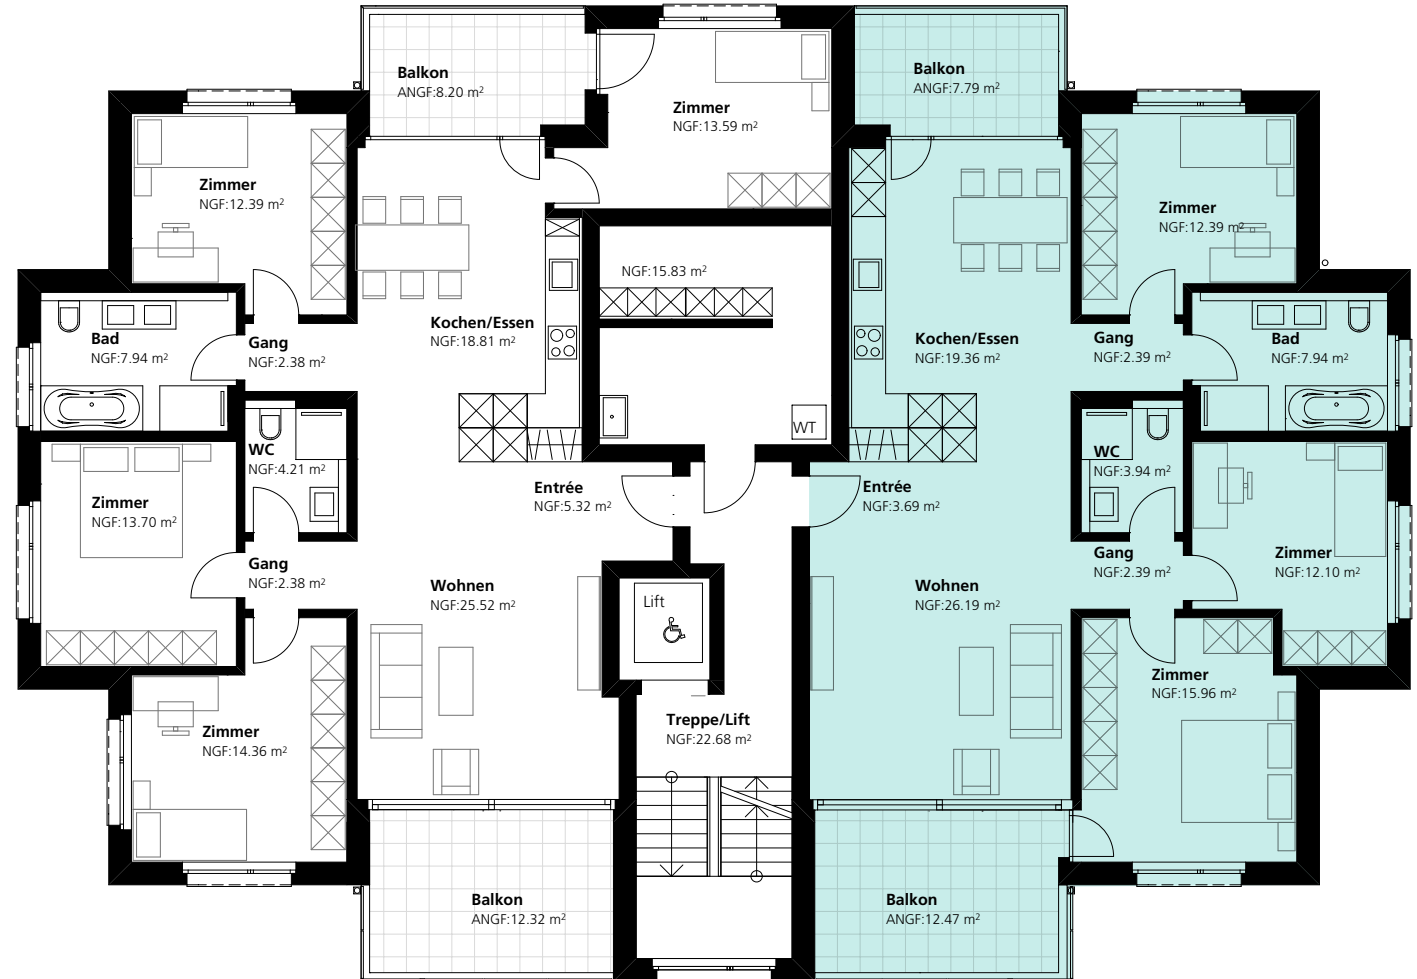 Balkon
ANGF:8.20 m²
Zimmer
NGF:13.59 m²
Balkon
ANGF:7.79 m²
Zimmer
NGF:12.39 m²
Zimmer
NGF:12.39 m²
NGF:15.83 m²
Kochen/Essen
NGF:18.81 m²
Bad
NGF:7.94 m²
Gang
NGF:2.38 m²
Kochen/Essen
NGF:19.36 m²
Gang
NGF:2.39 m²
Bad
NGF:7.94 m²
WT
WC
NGF:4.21 m²
WC
NGF:3.94 m²
Zimmer
NGF:13.70 m²
Entrée
NGF:5.32 m²
Entrée
NGF:3.69 m²
Gang
NGF:2.38 m²
Gang
NGF:2.39 m²
Zimmer
NGF:12.10 m²
Wohnen
NGF:25.52 m²
Lift
Wohnen
NGF:26.19 m²
Zimmer
NGF:15.96 m²
Zimmer
NGF:14.36 m²
Treppe/Lift
NGF:22.68 m²
Balkon
ANGF:12.32 m²
Balkon
ANGF:12.47 m²